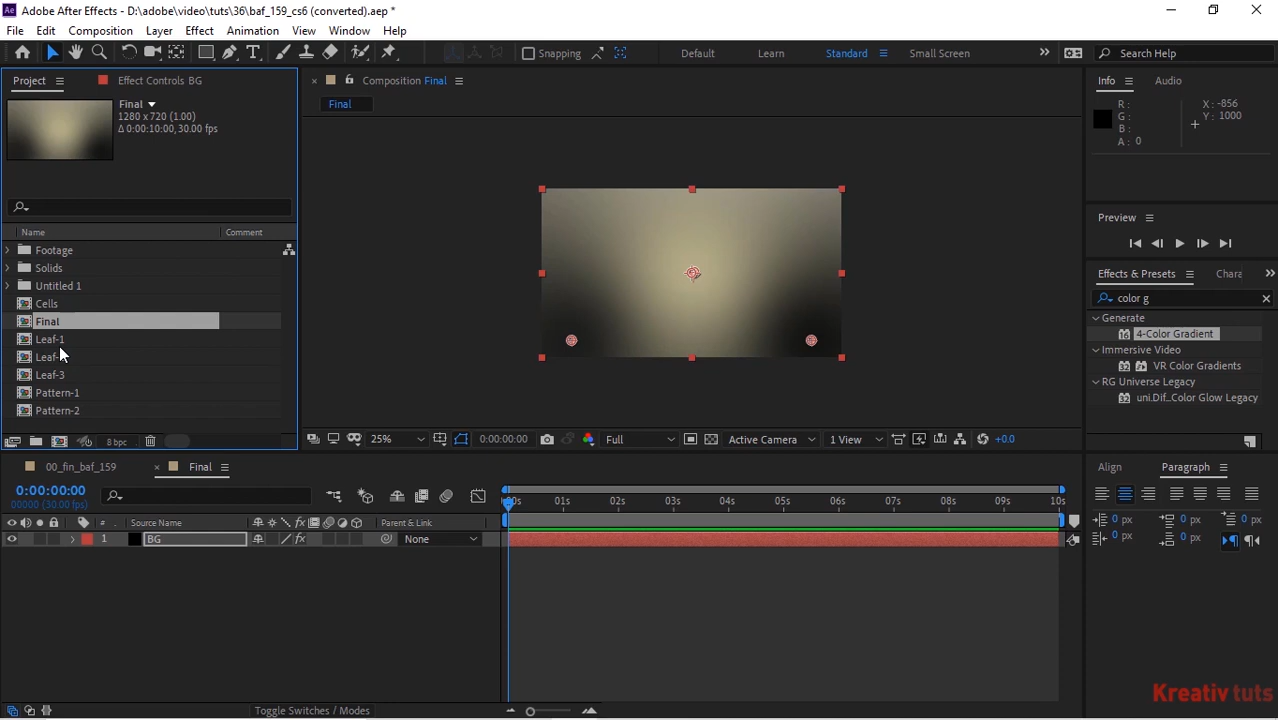 Adobe After Effects - D:\adobe\video\tuts\36\baf_159_cs6 (converted).aep *
File Edit Composition Layer Effect Animation View Window Help
Snapping Default Learn Standard Small Screen Search Help
Project Effect Controls BG Composition Final Info Audio
Final
1280 x 720 (1.00)
Δ 0:00:10:00, 30.00 fps
Final
R :
G :
B :
A : 0
X : -856
Y : 1000
Preview
Name Comment
Footage
Solids
Untitled 1
Cells
Final
Leaf-1
Leaf-
Leaf-3
Pattern-1
Pattern-2
Effects & Presets Chara
color g
Generate
4-Color Gradient
Immersive Video
VR Color Gradients
RG Universe Legacy
uni.Dif...Color Glow Legacy
8 bpc
25% 0:00:00:00 Full Active Camera 1 View +0.0
00_fin_baf_159 Final Align Paragraph
0:00:00:00
00000 (30.00 fps)
:00s 01s 02s 03s 04s 05s 06s 07s 08s 09s 10s
# Source Name Parent & Link
1 BG None
0 px 0 px 0 px
0 px 0 px
Toggle Switches / Modes
Kreativ tuts